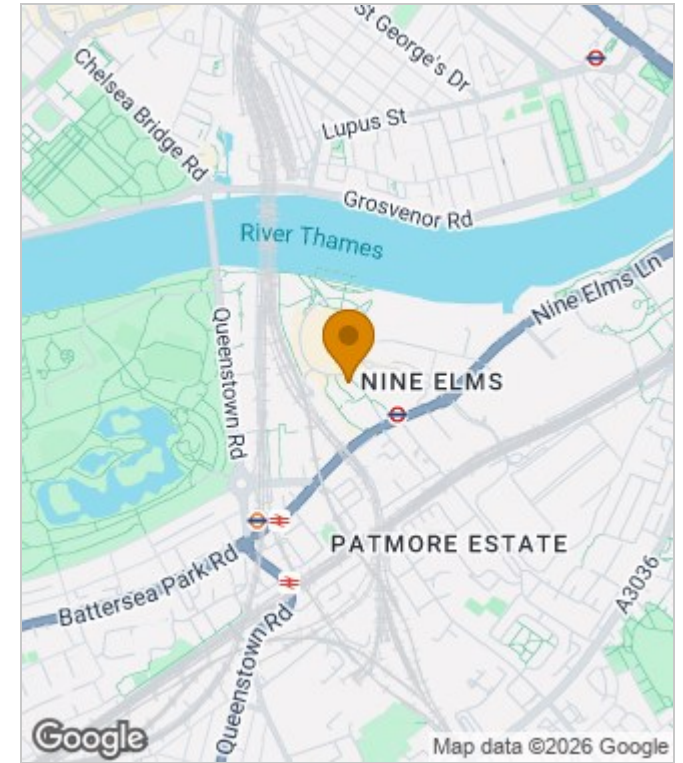 St George's Dr
Chelsea Bridge Rd
Lupus St
Grosvenor Rd
River Thames
Nine Elms Ln
Queenstown Rd
NINE ELMS
PATMORE ESTATE
Battersea Park Rd
A3036
Queenstown Rd
Google
Map data ©2026 Google